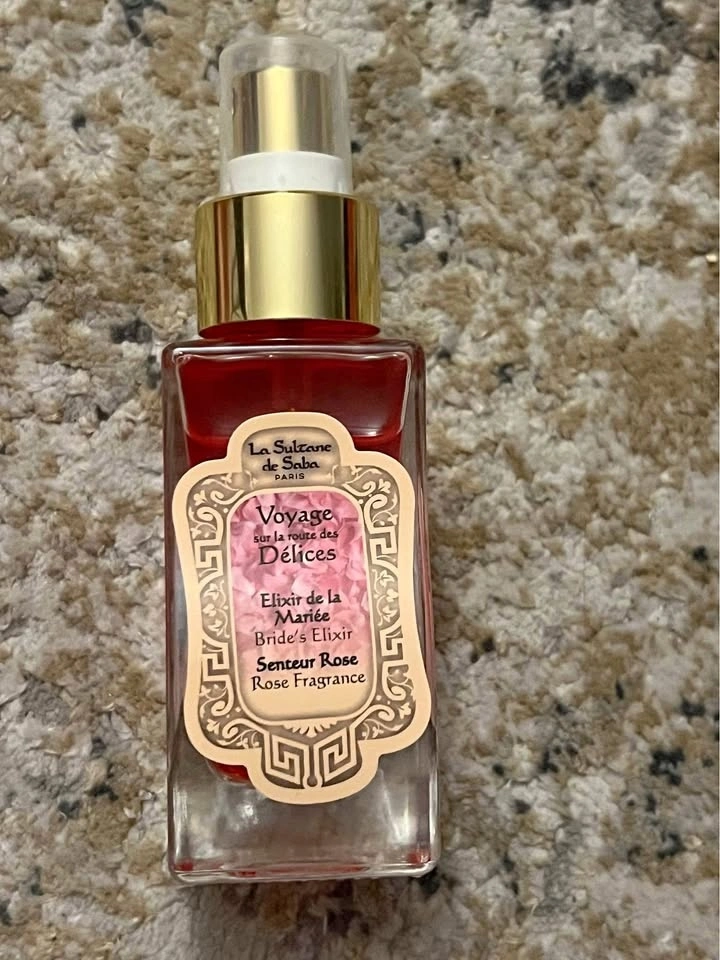 La Sultane
de Saba
PARIS
Voyage
sur la route des
Délices
Elixir de la
Mariée
Bride's Elixir
Senteur Rose
Rose Fragrance